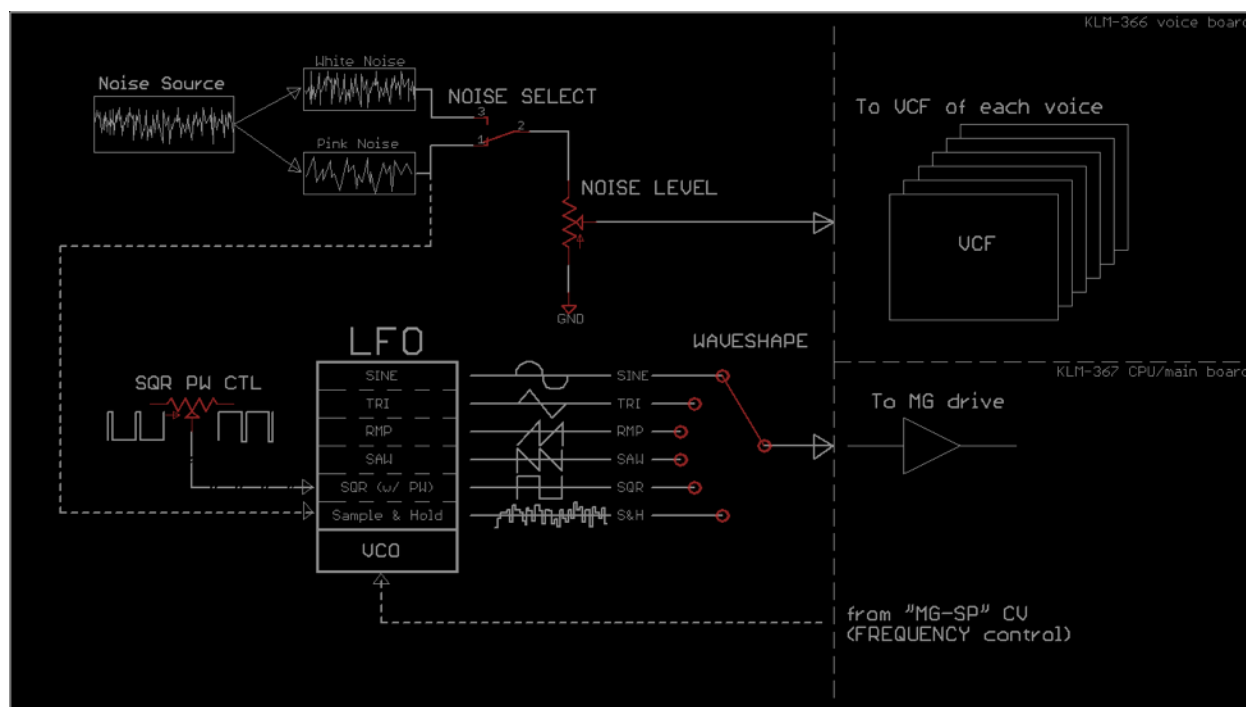 KLM-366 voice board
White Noise
Noise Source
NOISE SELECT
3
1
2
Pink Noise
To VCF of each voice
NOISE LEVEL
VCF
GND
LFO
WAVESHAPE
KLM-367 CPU/main board
SQR PW CTL
SINE
SINE
TRI
TRI
To MG drive
RMP
RMP
SAW
SAW
SQR (w/ PW)
SQR
Sample & Hold
S&H
VCO
from "MG-SP" CV
(FREQUENCY control)